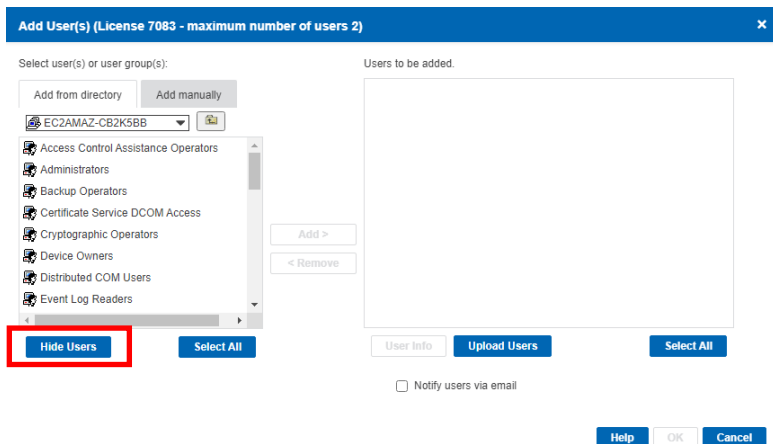 Add User(s) (License 7083 - maximum number of users 2)
×
Select user(s) or user group(s):
Users to be added.
Add from directory
Add manually
EC2AMAZ-CB2K5BB
Access Control Assistance Operators
Administrators
Backup Operators
Certificate Service DCOM Access
Cryptographic Operators
Device Owners
Distributed COM Users
Event Log Readers
Add >
< Remove
Hide Users
Select All
User Info
Upload Users
Select All
Notify users via email
Help
OK
Cancel